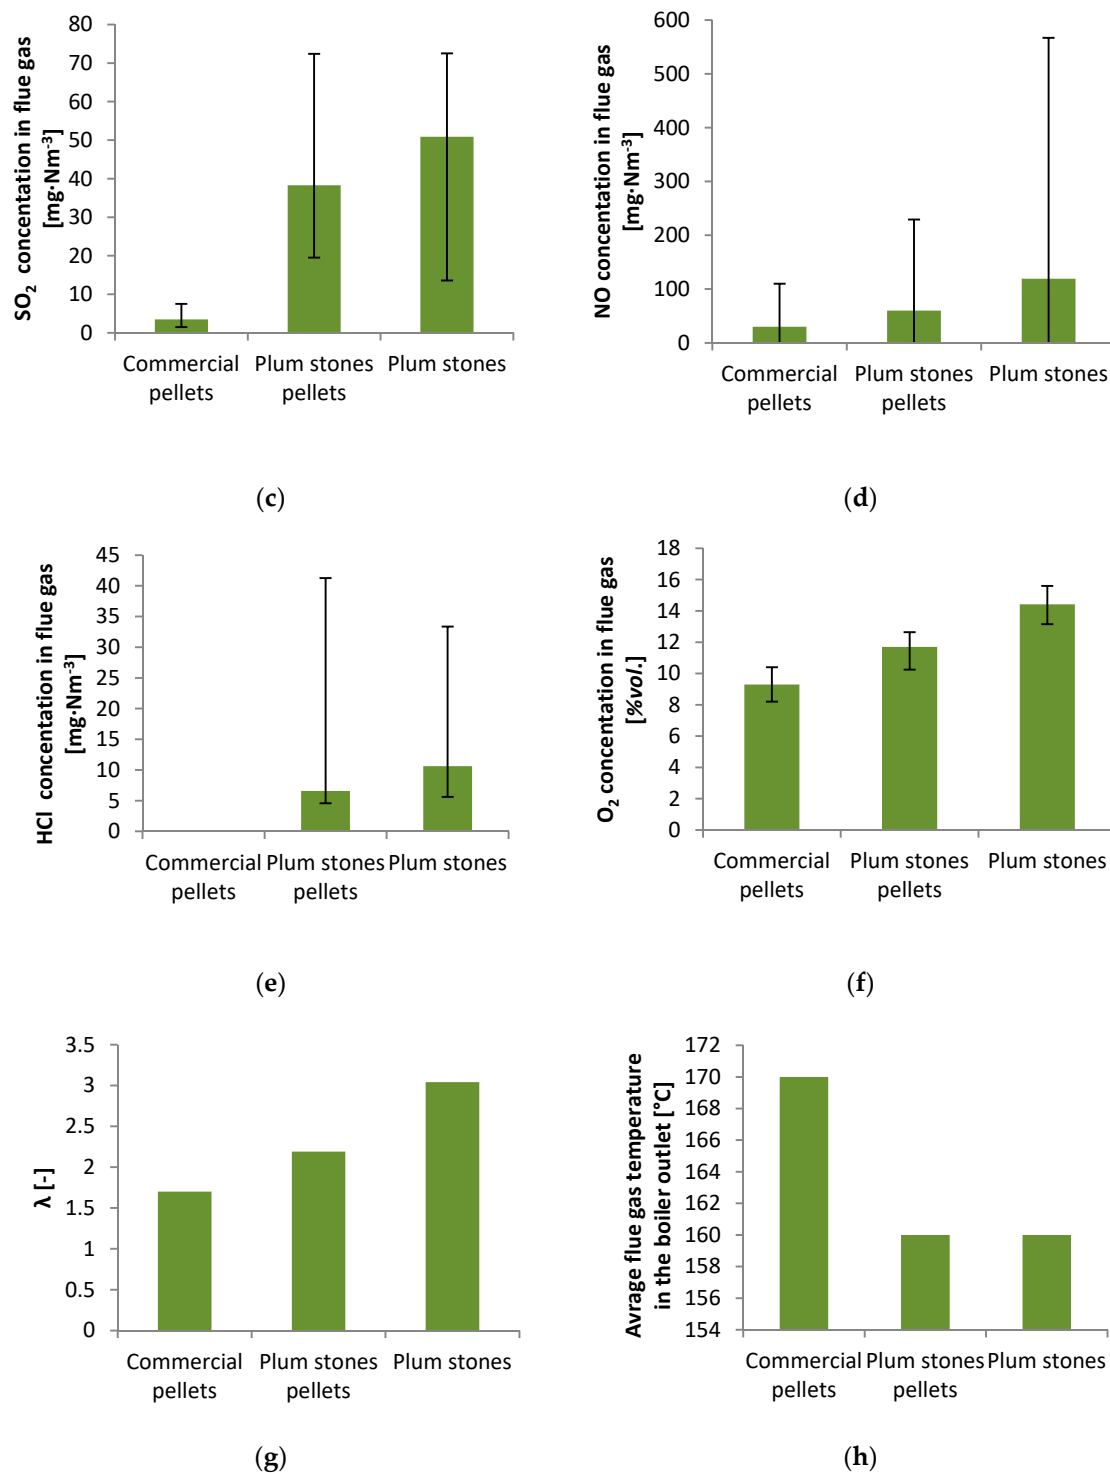 SO2 concentration in flue gas
[mg·Nm-3]
80
70
60
50
40
30
20
10
0
Commercial pellets
Plum stones pellets
Plum stones
(c)
NO concentation in flue gas
[mg·Nm-3]
600
500
400
300
200
100
0
Commercial pellets
Plum stones pellets
Plum stones
(d)
HCl concentation in flue gas
[mg·Nm-3]
45
40
35
30
25
20
15
10
5
0
Commercial pellets
Plum stones pellets
Plum stones
(e)
O2 concentation in flue gas
[%vol.]
18
16
14
12
10
8
6
4
2
0
Commercial pellets
Plum stones pellets
Plum stones
(f)
λ [-]
3.5
3
2.5
2
1.5
1
0.5
0
Commercial pellets
Plum stones pellets
Plum stones
(g)
Avrage flue gas temperature
in the boiler outlet [°C]
172
170
168
166
164
162
160
158
156
154
Commercial pellets
Plum stones pellets
Plum stones
(h)